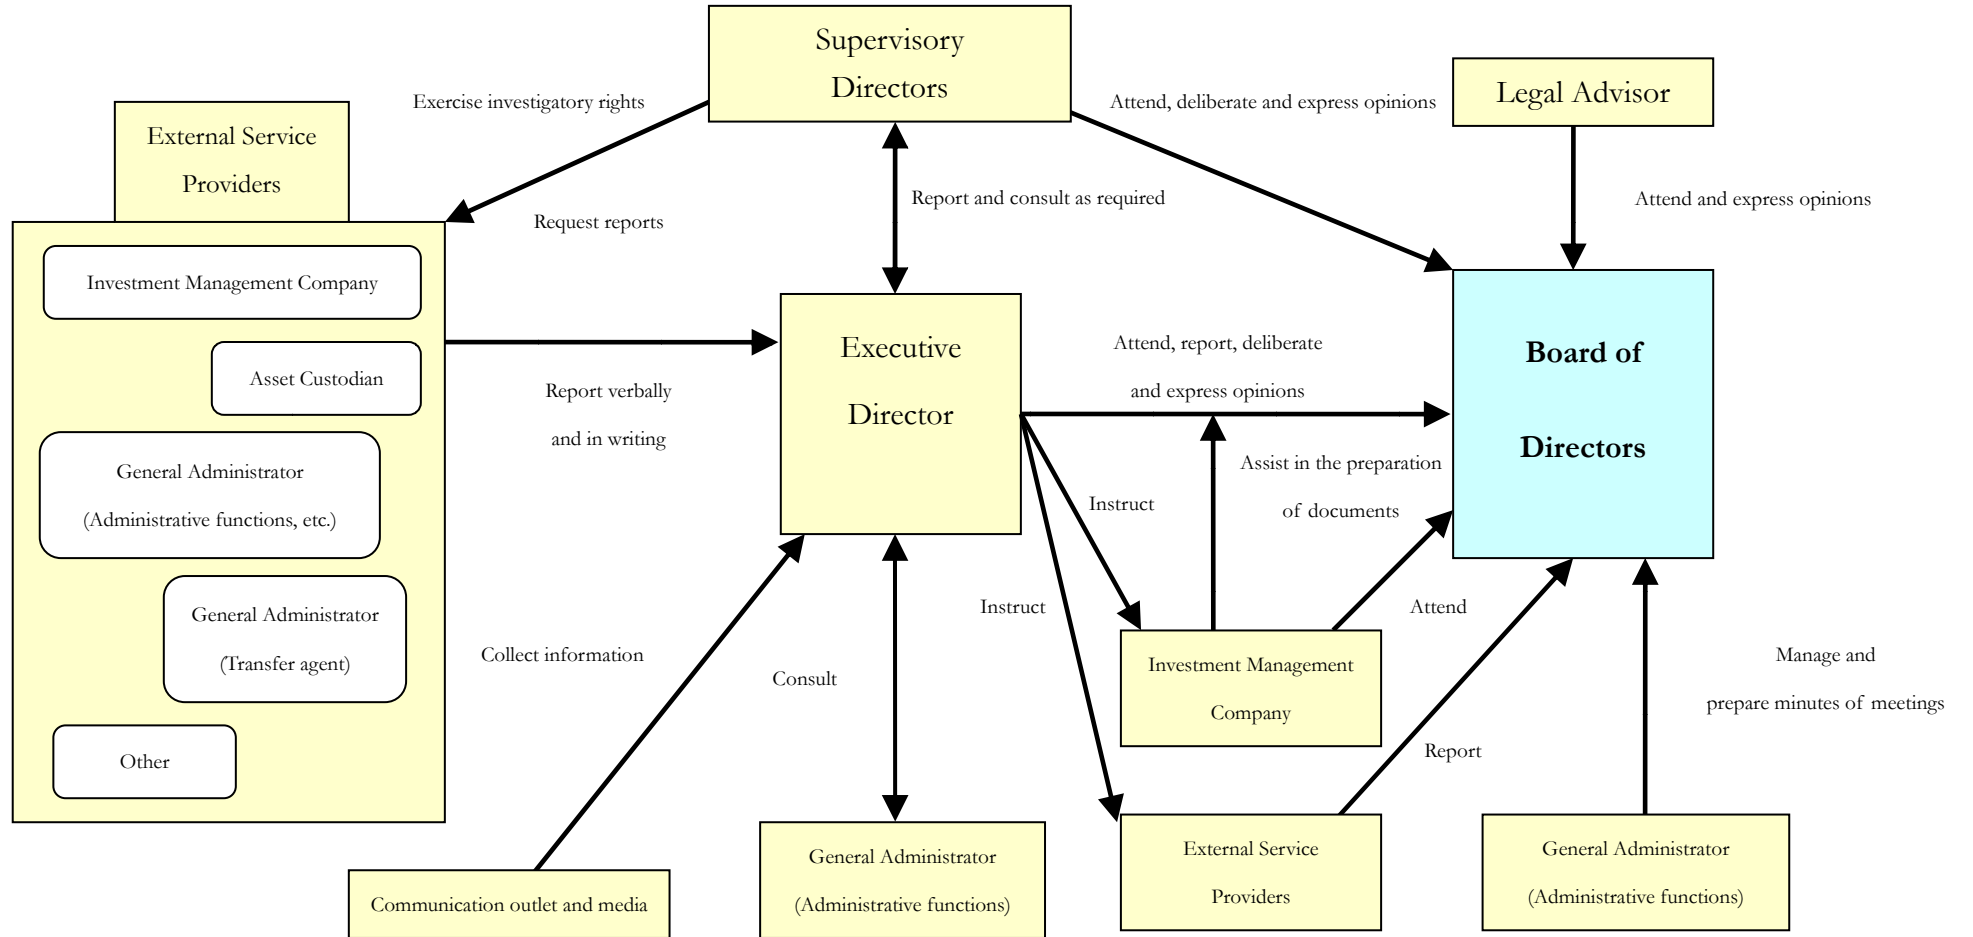 Supervisory
Directors
Legal Advisor
Exercise investigatory rights
Attend, deliberate and express opinions
External Service
Providers
Request reports
Report and consult as required
Attend and express opinions
Investment Management Company
Asset Custodian
General Administrator
(Administrative functions, etc.)
General Administrator
(Transfer agent)
Other
Report verbally
and in writing
Executive
Director
Attend, report, deliberate
and express opinions
Board of
Directors
Assist in the preparation
of documents
Instruct
Instruct
Attend
Collect information
Consult
Investment Management
Company
Manage and
prepare minutes of meetings
Report
Communication outlet and media
General Administrator
(Administrative functions)
External Service
Providers
General Administrator
(Administrative functions)